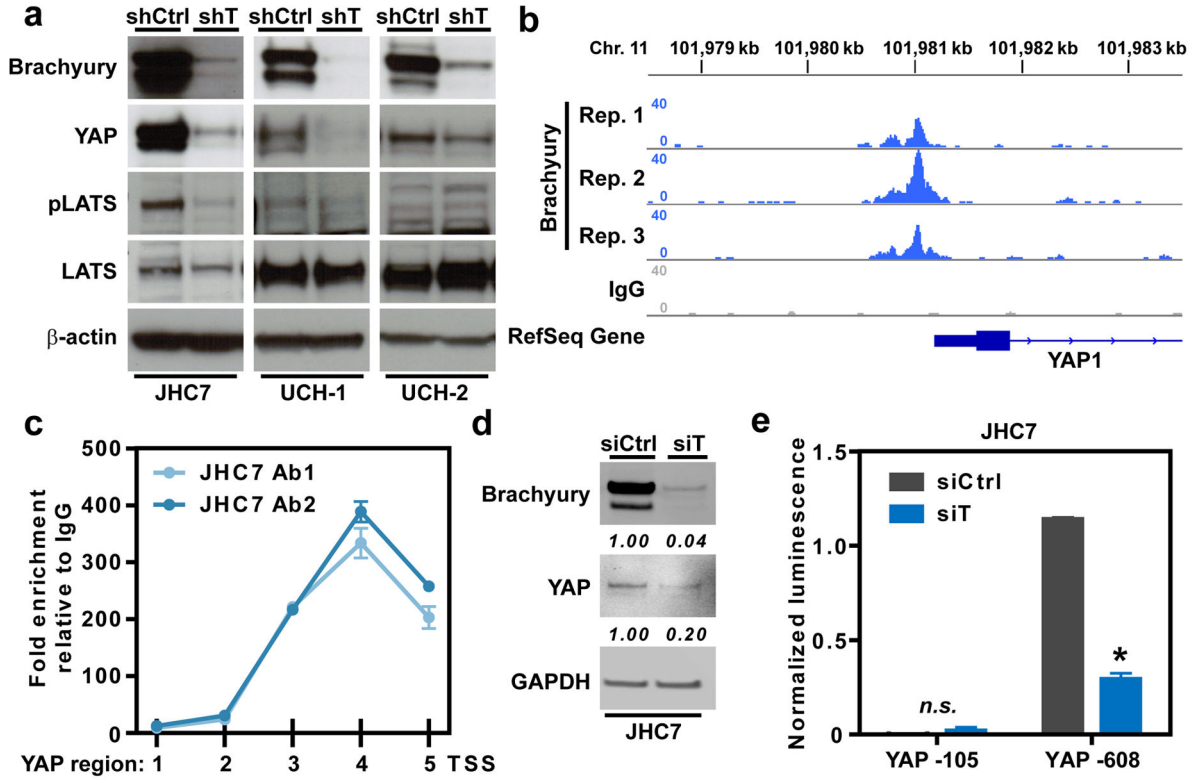 a
shCtrl shT shCtrl shT shCtrl shT
Brachyury
YAP
pLATS
LATS
β-actin
JHC7 UCH-1 UCH-2
b
Chr. 11 101,979 kb 101,980 kb 101,981 kb 101,982 kb 101,983 kb
Brachyury
40
Rep. 1
0
40
Rep. 2
0
40
Rep. 3
0
40
IgG
0
RefSeq Gene
YAP1
c
Fold enrichment
relative to IgG
500
400
300
200
100
0
JHC7 Ab1
JHC7 Ab2
YAP region: 1 2 3 4 5 TSS
d
siCtrl siT
Brachyury
1.00 0.04
YAP
1.00 0.20
GAPDH
JHC7
e
JHC7
Normalized luminescence
1.5
1.0
0.5
0
siCtrl
siT
n.s.
*
YAP -105 YAP -608